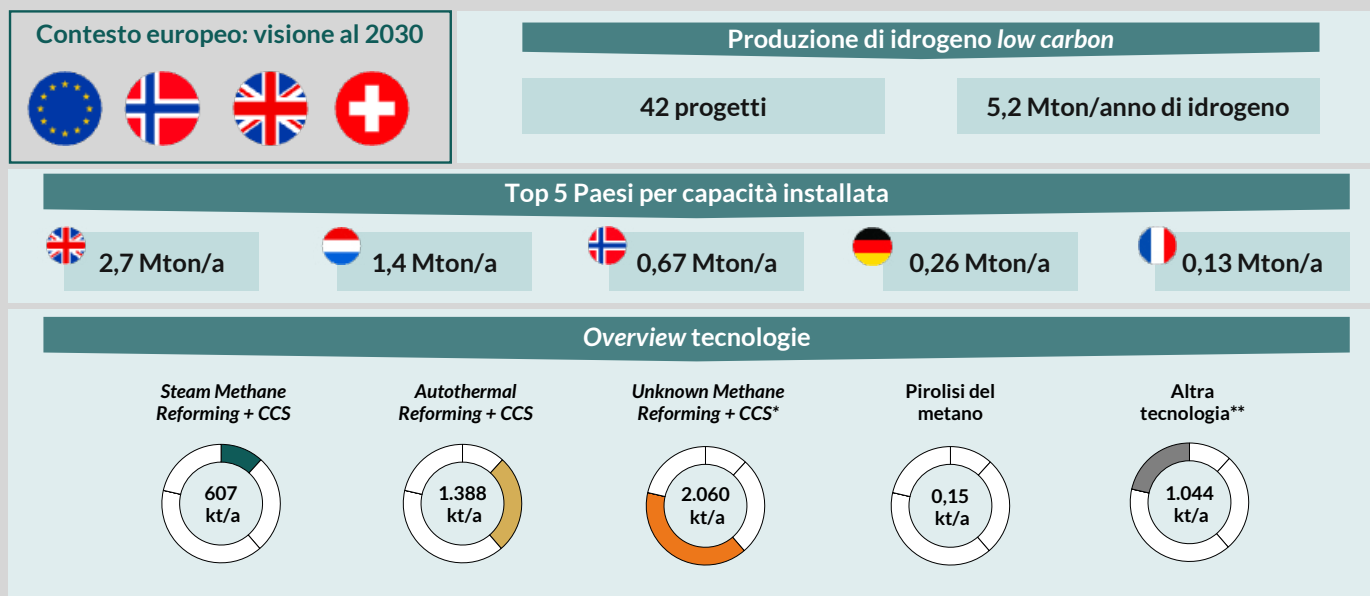 Contesto europeo: visione al 2030
Produzione di idrogeno low carbon
42 progetti
5,2 Mton/anno di idrogeno
Top 5 Paesi per capacità installata
2,7 Mton/a
1,4 Mton/a
0,67 Mton/a
0,26 Mton/a
0,13 Mton/a
Overview tecnologie
Steam Methane
Reforming + CCS
Autothermal
Reforming + CCS
Unknown Methane
Reforming + CCS*
Pirolisi del
metano
Altra
tecnologia**
607
kt/a
1.388
kt/a
2.060
kt/a
0,15
kt/a
1.044
kt/a